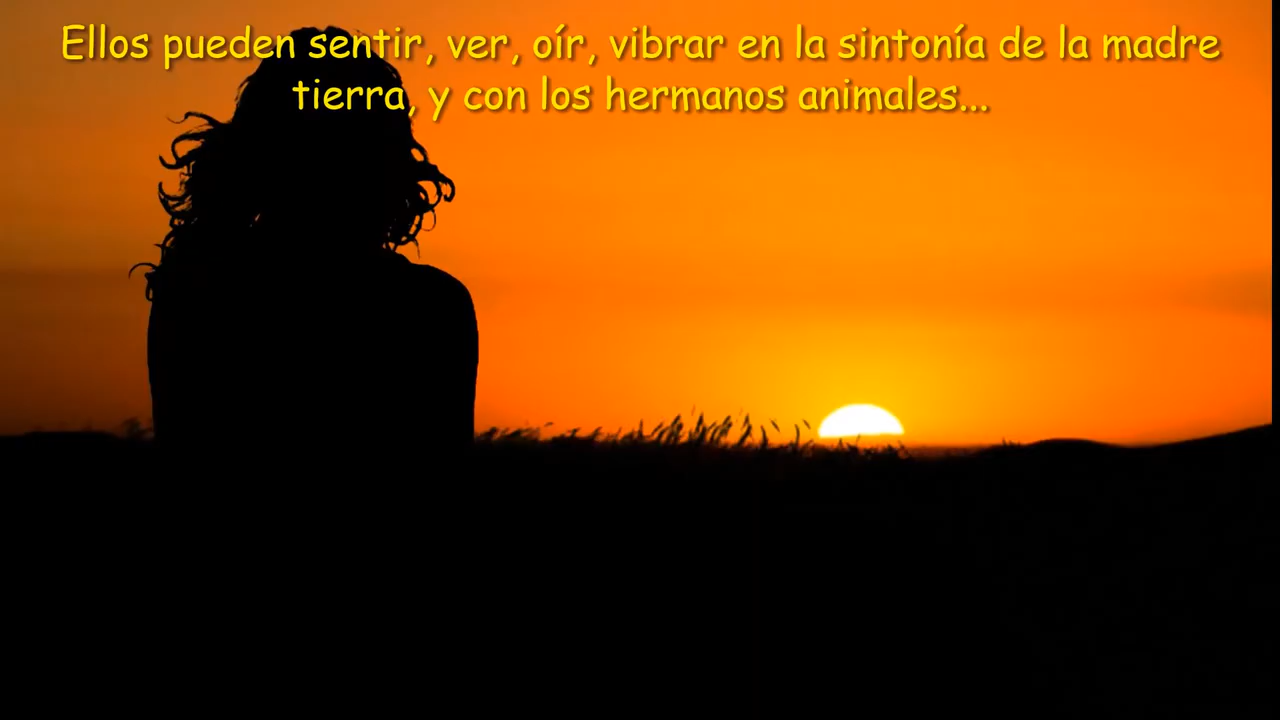 Ellos pueden sentir, ver, oír, vibrar en la sintonía de la madre
tierra, y con los hermanos animales...